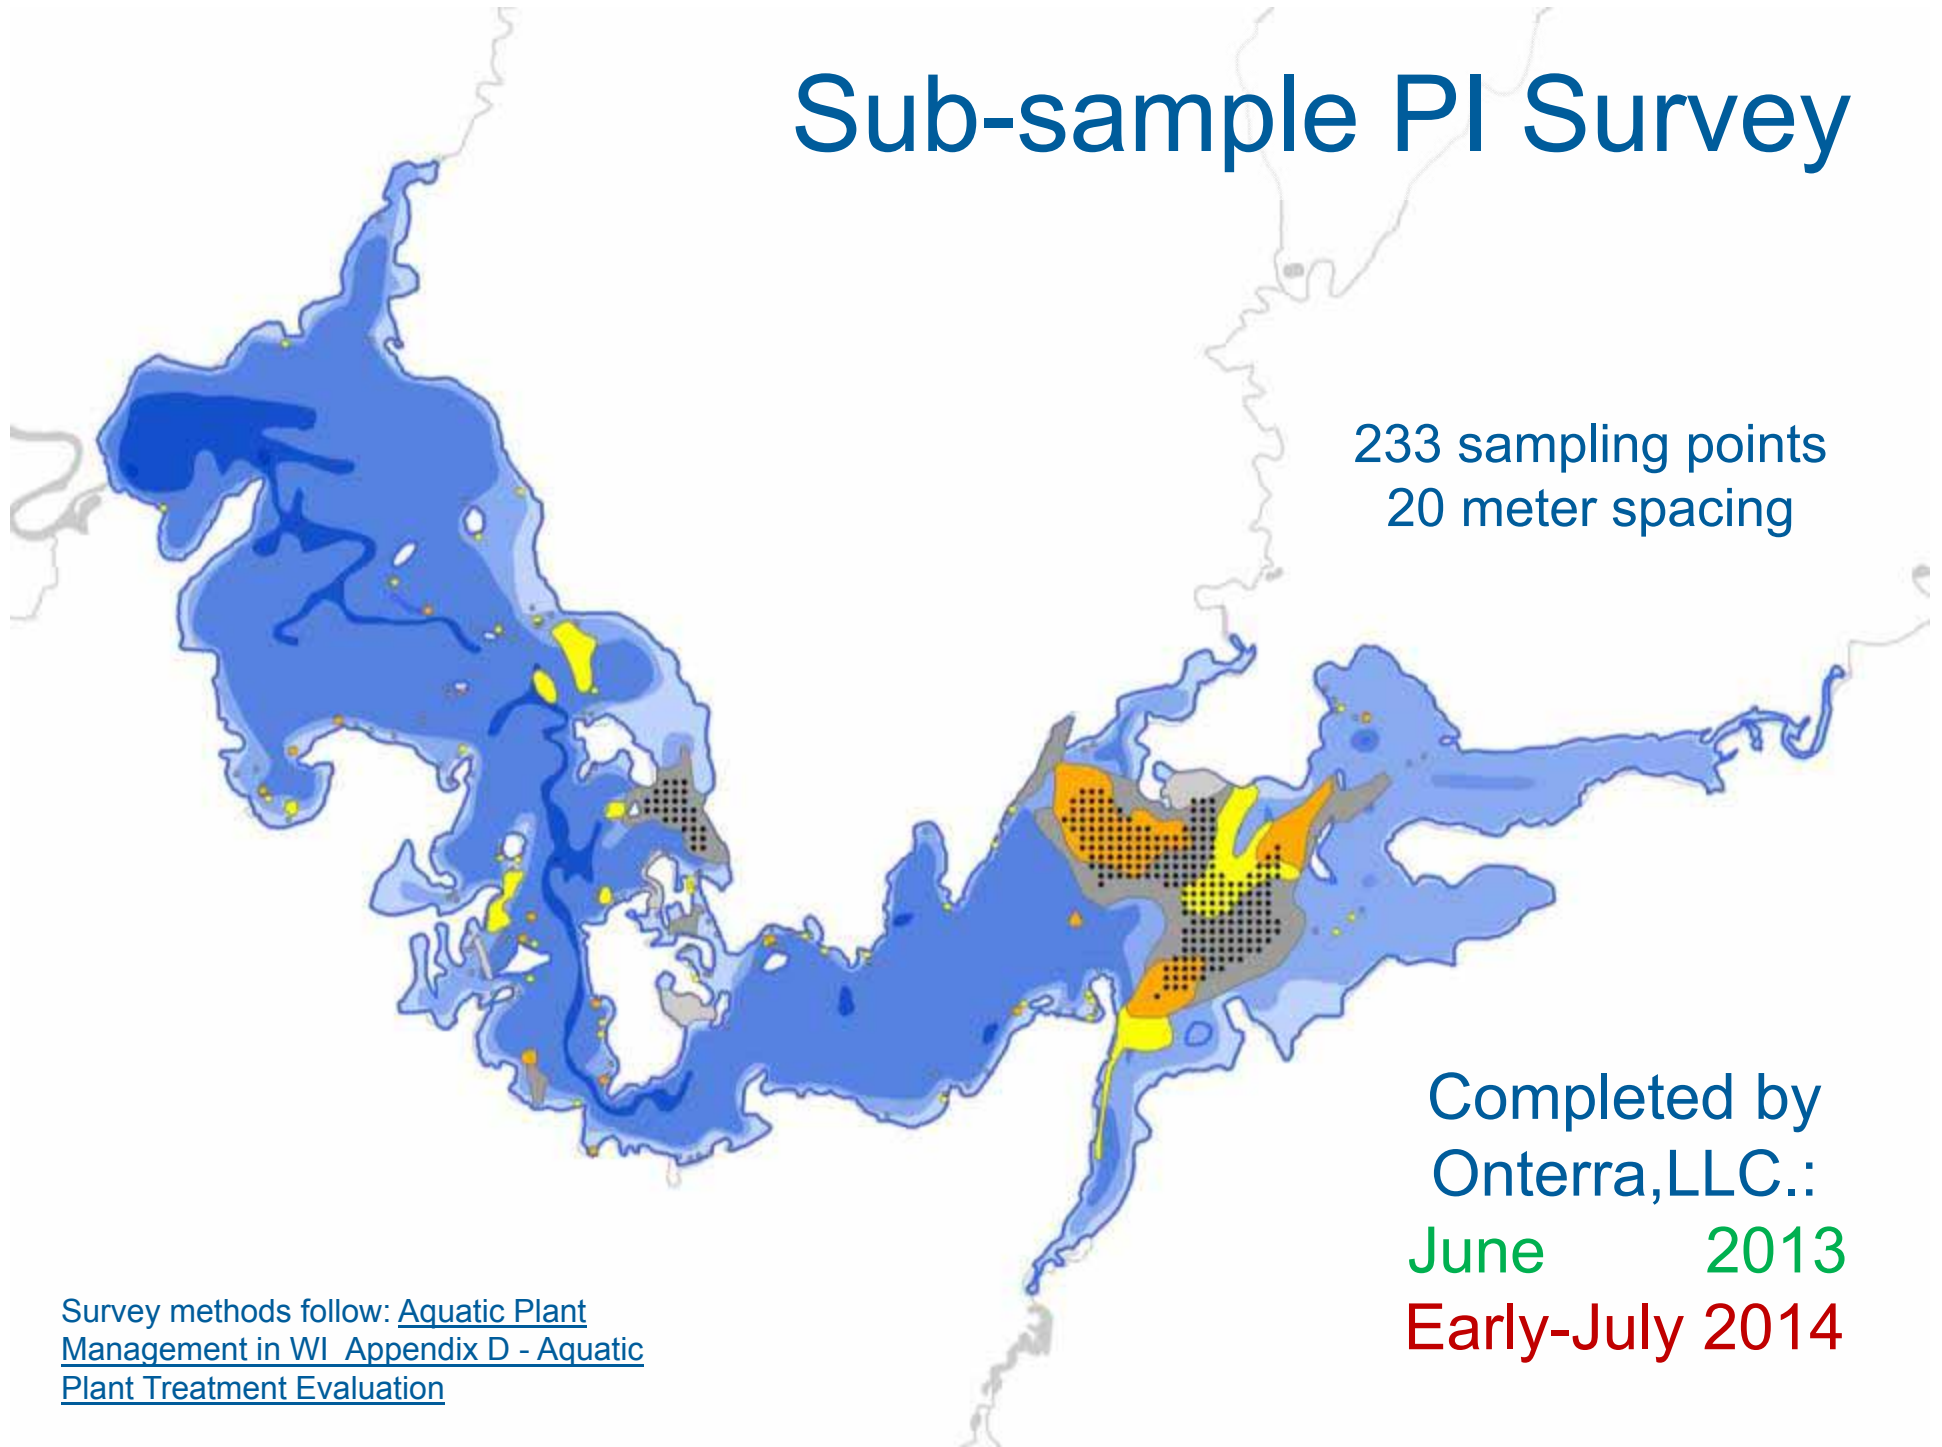 Sub-sample PI Survey
233 sampling points
20 meter spacing
Completed by
Onterra,LLC.:
June 2013
Early-July 2014
Survey methods follow: Aquatic Plant
Management in WI Appendix D - Aquatic
Plant Treatment Evaluation